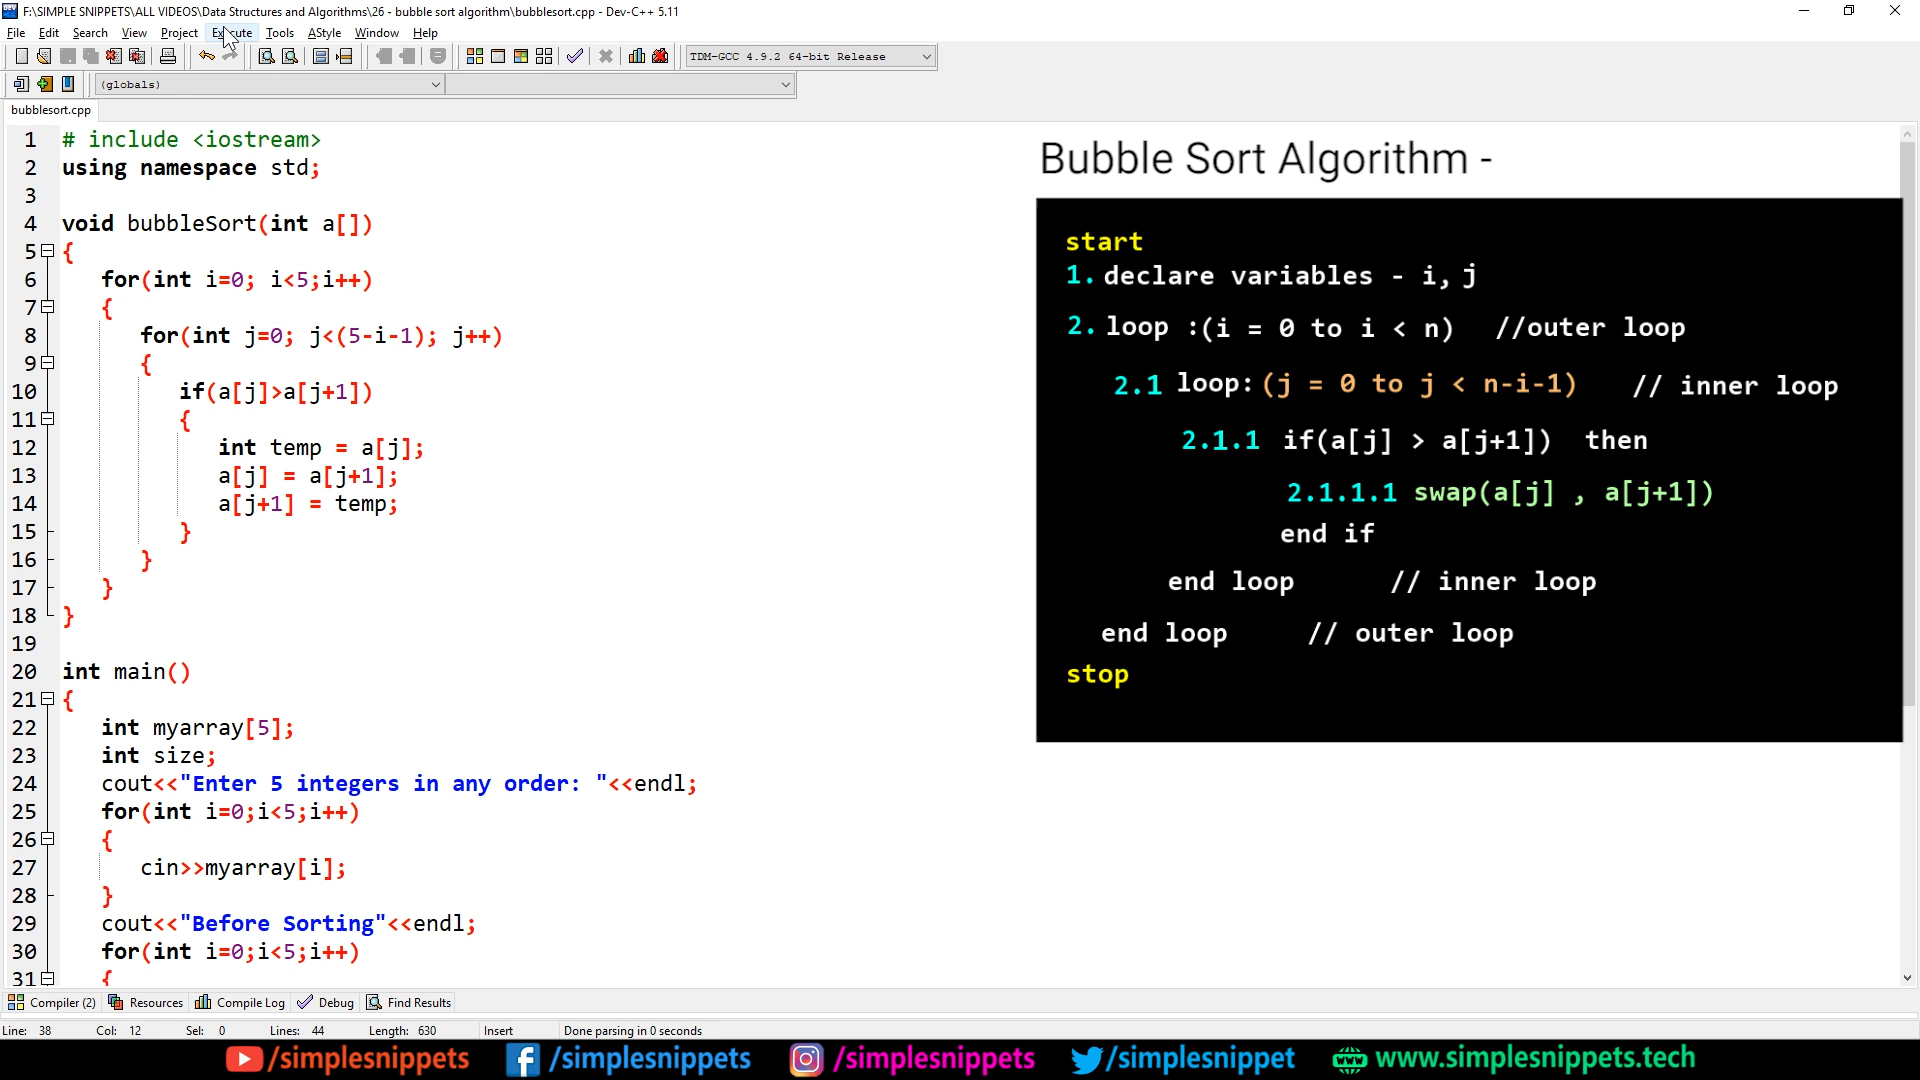 F:\SIMPLE SNIPPETS\ALL VIDEOS\Data Structures and Algorithms\26 - bubble sort algorithm\bubblesort.cpp - Dev-C++ 5.11
File Edit Search View Project Execute Tools AStyle Window Help
TDM-GCC 4.9.2 64-bit Release
(globals)
bubblesort.cpp
1 # include <iostream>
2 using namespace std;
3
4 void bubbleSort(int a[])
5 {
6 for(int i=0; i<5;i++)
7 {
8 for(int j=0; j<(5-i-1); j++)
9 {
10 if(a[j]>a[j+1])
11 {
12 int temp = a[j];
13 a[j] = a[j+1];
14 a[j+1] = temp;
15 }
16 }
17 }
18 }
19
20 int main()
21 {
22 int myarray[5];
23 int size;
24 cout<<"Enter 5 integers in any order: "<<endl;
25 for(int i=0;i<5;i++)
26 {
27 cin>>myarray[i];
28 }
29 cout<<"Before Sorting"<<endl;
30 for(int i=0;i<5;i++)
31 {
Bubble Sort Algorithm -
start
1. declare variables - i, j
2. loop :(i = 0 to i < n) //outer loop
2.1 loop: (j = 0 to j < n-i-1) // inner loop
2.1.1 if(a[j] > a[j+1]) then
2.1.1.1 swap(a[j] , a[j+1])
end if
end loop // inner loop
end loop // outer loop
stop
Compiler (2) Resources Compile Log Debug Find Results
Line: 38 Col: 12 Sel: 0 Lines: 44 Length: 630 Insert Done parsing in 0 seconds
/simplesnippets /simplesnippets /simplesnippets /simplesnippet www.simplesnippets.tech